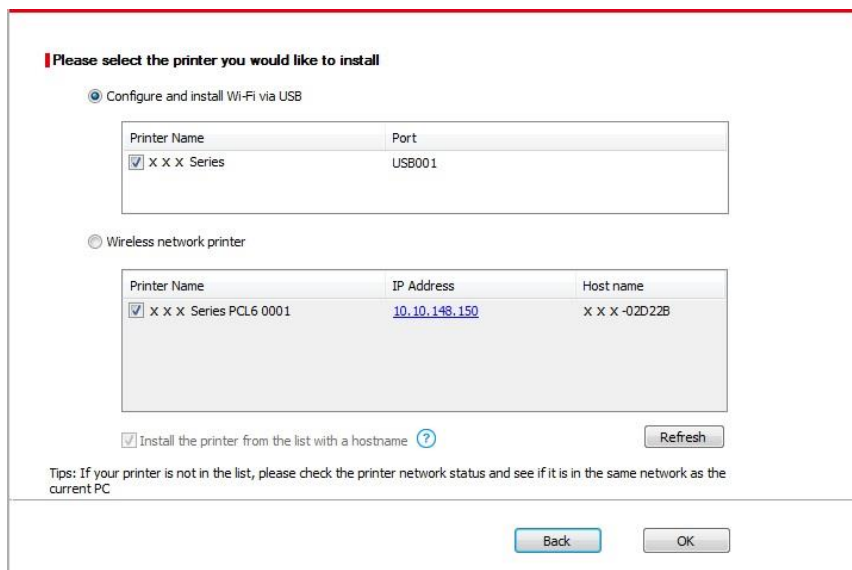 Please select the printer you would like to install
Configure and install Wi-Fi via USB
Printer Name Port
X X X Series USB001
Wireless network printer
Printer Name IP Address Host name
X X X Series PCL6 0001 10.10.148.150 X X X -02D22B
Install the printer from the list with a hostname ?
Refresh
Tips: If your printer is not in the list, please check the printer network status and see if it is in the same network as the
current PC
Back OK